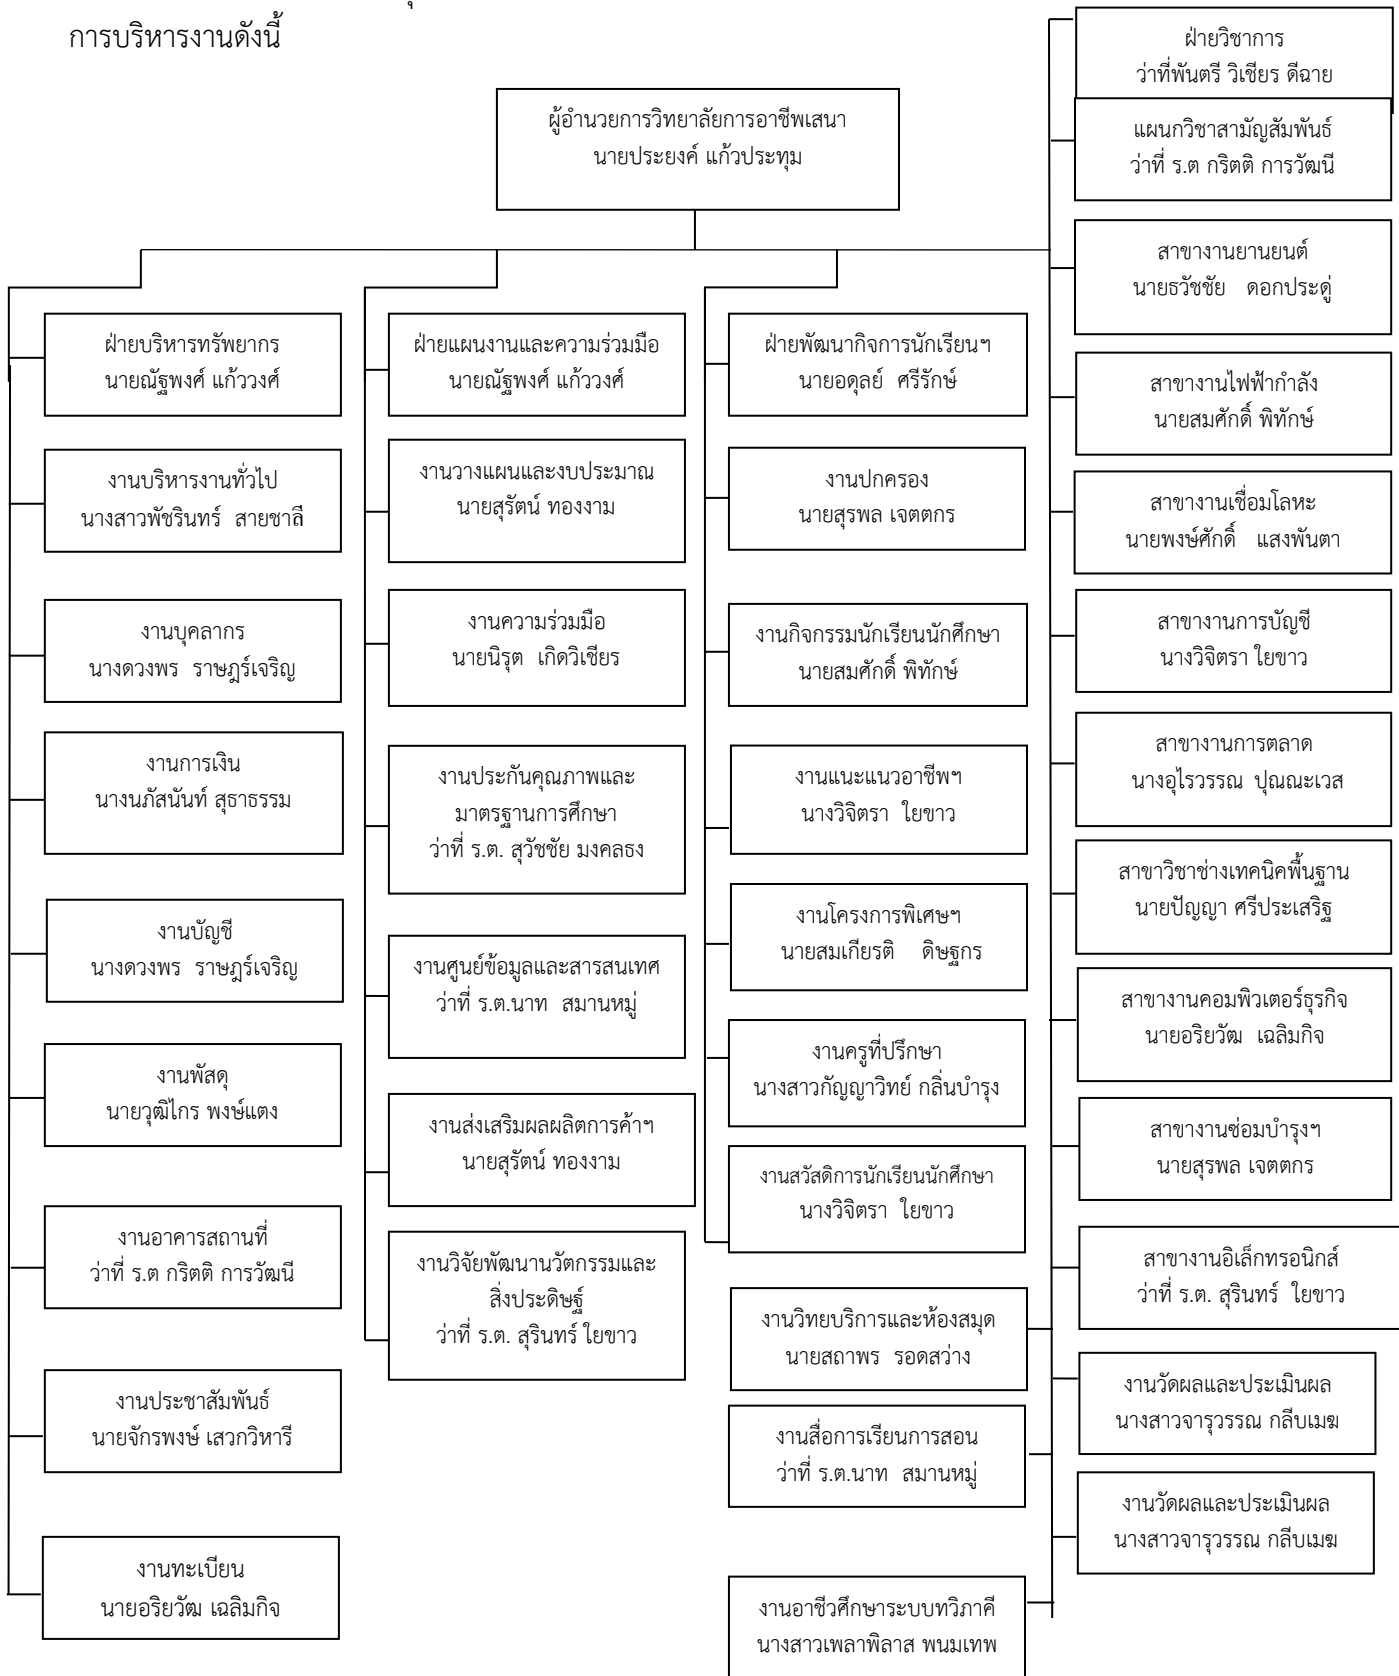 การบริหารงานดังนี้
ผู้อำนวยการวิทยาลัยการอาชีพเสนา
นายประยงค์ แก้วประทุม
ฝ่ายบริหารทรัพยากร
นายณัฐพงศ์ แก้ววงศ์
งานบริหารงานทั่วไป
นางสาวพัชรินทร์ สายชาลี
งานบุคลากร
นางดวงพร ราษฎร์เจริญ
งานการเงิน
นางนภัสนันท์ สุธาธรรม
งานบัญชี
นางดวงพร ราษฎร์เจริญ
งานพัสดุ
นายวุฒิไกร พงษ์แตง
งานอาคารสถานที่
ว่าที่ ร.ต กริตติ การวัฒนี
งานประชาสัมพันธ์
นายจักรพงษ์ เสวกวิหารี
งานทะเบียน
นายอริยวัฒ เฉลิมกิจ
ฝ่ายแผนงานและความร่วมมือ
นายณัฐพงศ์ แก้ววงศ์
งานวางแผนและงบประมาณ
นายสุรัตน์ ทองงาม
งานความร่วมมือ
นายนิรุต เกิดวิเชียร
งานประกันคุณภาพและ
มาตรฐานการศึกษา
ว่าที่ ร.ต. สุวัชชัย มงคลธง
งานศูนย์ข้อมูลและสารสนเทศ
ว่าที่ ร.ต.นาท สมานหมู่
งานส่งเสริมผลผลิตการค้าฯ
นายสุรัตน์ ทองงาม
งานวิจัยพัฒนานวัตกรรมและ
สิ่งประดิษฐ์
ว่าที่ ร.ต. สุรินทร์ ใยขาว
ฝ่ายพัฒนากิจการนักเรียนฯ
นายอดุลย์ ศรีรักษ์
งานปกครอง
นายสุรพล เจตตกร
งานกิจกรรมนักเรียนนักศึกษา
นายสมศักดิ์ พิทักษ์
งานแนะแนวอาชีพฯ
นางวิจิตรา ใยขาว
งานโครงการพิเศษฯ
นายสมเกียรติ ดิษฐกร
งานครูที่ปรึกษา
นางสาวกัญญาวิทย์ กลิ่นบำรุง
งานสวัสดิการนักเรียนนักศึกษา
นางวิจิตรา ใยขาว
งานวิทยบริการและห้องสมุด
นายสถาพร รอดสว่าง
งานสื่อการเรียนการสอน
ว่าที่ ร.ต.นาท สมานหมู่
งานอาชีวศึกษาระบบทวิภาคี
นางสาวเพลาพิลาส พนมเทพ
ฝ่ายวิชาการ
ว่าที่พันตรี วิเชียร ดีฉาย
แผนกวิชาสามัญสัมพันธ์
ว่าที่ ร.ต กริตติ การวัฒนี
สาขางานยานยนต์
นายธวัชชัย ดอกประดู่
สาขางานไฟฟ้ากำลัง
นายสมศักดิ์ พิทักษ์
สาขางานเชื่อมโลหะ
นายพงษ์ศักดิ์ แสงพันตา
สาขางานการบัญชี
นางวิจิตรา ใยขาว
สาขางานการตลาด
นางอุไรวรรณ ปุณณะเวส
สาขาวิชาช่างเทคนิคพื้นฐาน
นายปัญญา ศรีประเสริฐ
สาขางานคอมพิวเตอร์ธุรกิจ
นายอริยวัฒ เฉลิมกิจ
สาขางานซ่อมบำรุงฯ
นายสุรพล เจตตกร
สาขางานอิเล็กทรอนิกส์
ว่าที่ ร.ต. สุรินทร์ ใยขาว
งานวัดผลและประเมินผล
นางสาวจารุวรรณ กลีบเมฆ
งานวัดผลและประเมินผล
นางสาวจารุวรรณ กลีบเมฆ